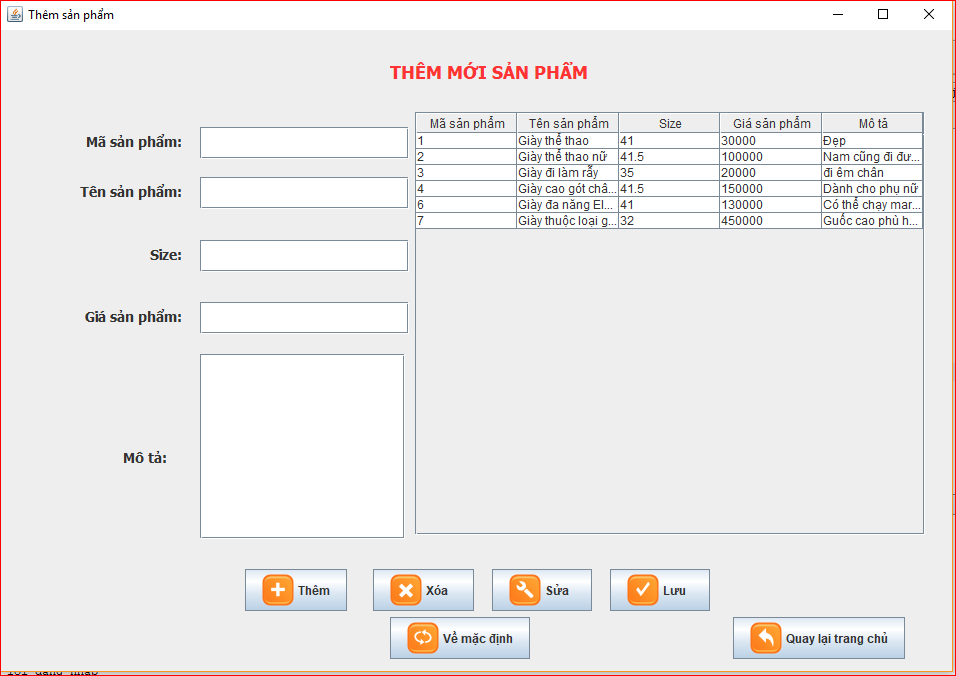 Thêm sản phẩm
THÊM MỚI SẢN PHẨM
Mã sản phẩm:
Tên sản phẩm:
Size:
Giá sản phẩm:
Mô tả:
Mã sản phẩm Tên sản phẩm Size Giá sản phẩm Mô tả
1 Giày thể thao 41 30000 Đẹp
2 Giày thể thao nữ 41.5 100000 Nam cũng đi đư...
3 Giày đi làm rẫy 35 20000 đi êm chân
4 Giày cao gót châ... 41.5 150000 Dành cho phụ nữ
6 Giày đa năng El... 41 130000 Có thể chạy mar...
7 Giày thuộc loại g... 32 450000 Guốc cao phù h...
Thêm Xóa Sửa Lưu
Về mặc định Quay lại trang chủ